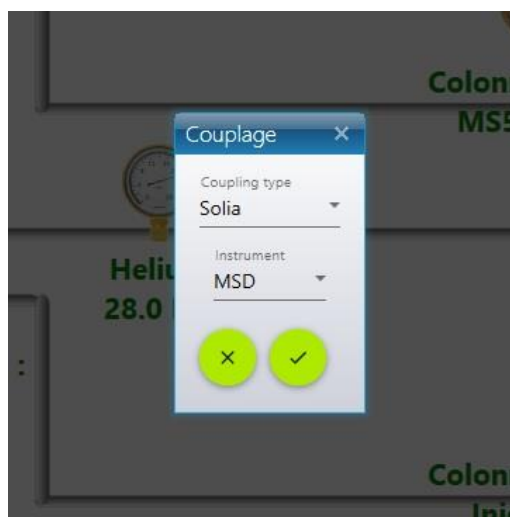 Colon
MS5
Couplage
Coupling type
Solia
Instrument
MSD
Heliu
28.0
:
Colon